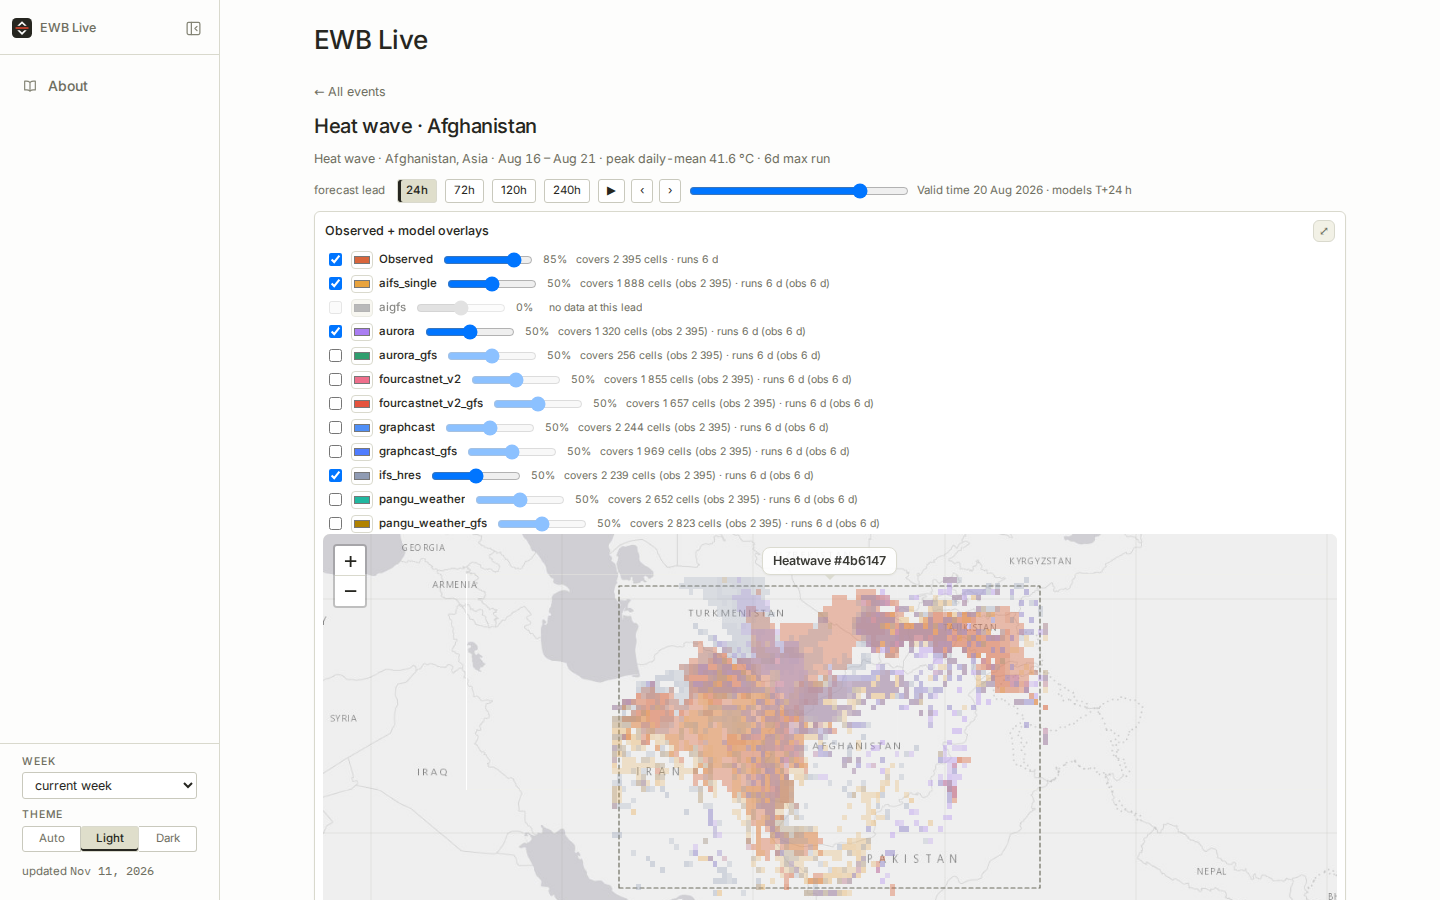 EWB Live
About
WEEK
current week
THEME
Auto Light Dark
updated Nov 11, 2026
EWB Live
← All events
Heat wave · Afghanistan
Heat wave · Afghanistan, Asia · Aug 16 – Aug 21 · peak daily-mean 41.6 °C · 6d max run
forecast lead 24h 72h 120h 240h ▶ ‹ › Valid time 20 Aug 2026 · models T+24 h
Observed + model overlays
Observed 85% covers 2 395 cells · runs 6 d
aifs_single 50% covers 1 888 cells (obs 2 395) · runs 6 d (obs 6 d)
aigfs 0% no data at this lead
aurora 50% covers 1 320 cells (obs 2 395) · runs 6 d (obs 6 d)
aurora_gfs 50% covers 256 cells (obs 2 395) · runs 6 d (obs 6 d)
fourcastnet_v2 50% covers 1 855 cells (obs 2 395) · runs 6 d (obs 6 d)
fourcastnet_v2_gfs 50% covers 1 657 cells (obs 2 395) · runs 6 d (obs 6 d)
graphcast 50% covers 2 244 cells (obs 2 395) · runs 6 d (obs 6 d)
graphcast_gfs 50% covers 1 969 cells (obs 2 395) · runs 6 d (obs 6 d)
ifs_hres 50% covers 2 239 cells (obs 2 395) · runs 6 d (obs 6 d)
pangu_weather 50% covers 2 652 cells (obs 2 395) · runs 6 d (obs 6 d)
pangu_weather_gfs 50% covers 2 823 cells (obs 2 395) · runs 6 d (obs 6 d)
+
−
Heatwave #4b6147
GEORGIA
KYRGYZSTAN
ARMENIA
TURKMENISTAN
TAJIKISTAN
SYRIA
AFGHANISTAN
IRAQ
IRAN
PAKISTAN
NEPAL